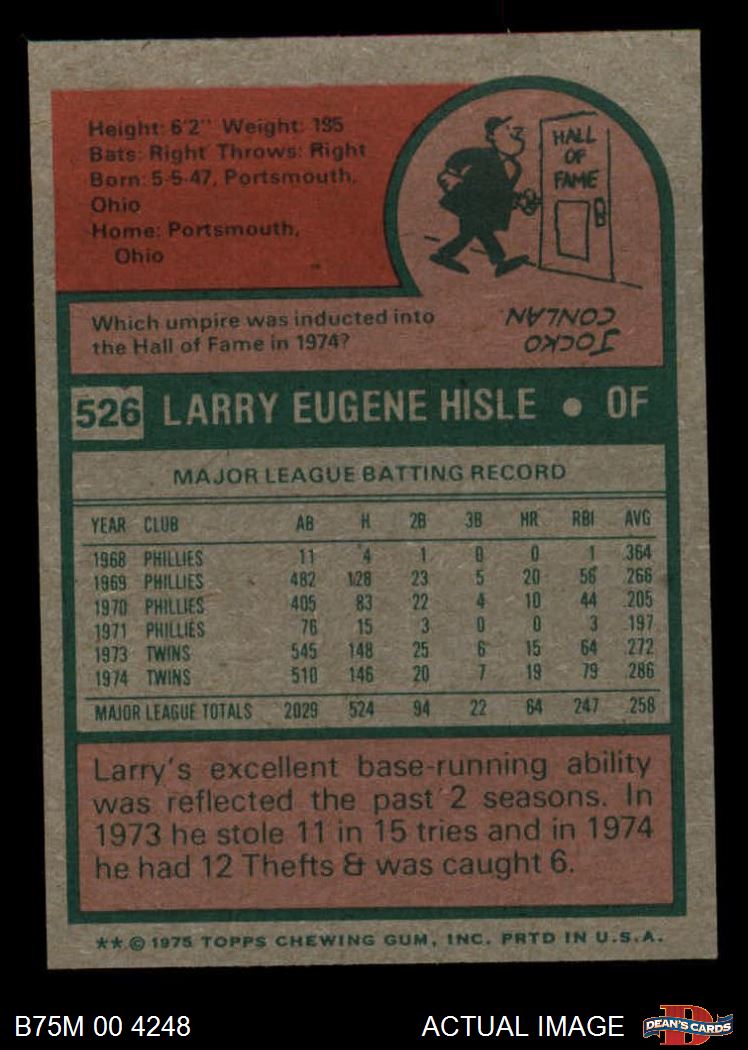 Height: 6'2" Weight: 195
Bats: Right Throws: Right
Born: 5-5-47, Portsmouth,
Ohio
Home: Portsmouth,
Ohio
HALL
OF
FAME
Which umpire was inducted into
the Hall of Fame in 1974?
JOCKO
CONLAN
526 LARRY EUGENE HISLE • OF
MAJOR LEAGUE BATTING RECORD
YEAR CLUB AB H 2B 3B HR RBI AVG
1968 PHILLIES 11 4 1 0 0 1 .364
1969 PHILLIES 482 128 23 5 20 56 .266
1970 PHILLIES 405 83 22 4 10 44 .205
1971 PHILLIES 76 15 3 0 0 3 .197
1973 TWINS 545 148 25 6 15 64 .272
1974 TWINS 510 146 20 7 19 79 .286
MAJOR LEAGUE TOTALS 2029 524 94 22 64 247 .258
Larry's excellent base-running ability
was reflected the past 2 seasons. In
1973 he stole 11 in 15 tries and in 1974
he had 12 Thefts & was caught 6.
** © 1975 TOPPS CHEWING GUM, INC. PRTD IN U.S.A.
B75M 00 4248 ACTUAL IMAGE DEAN'S CARDS